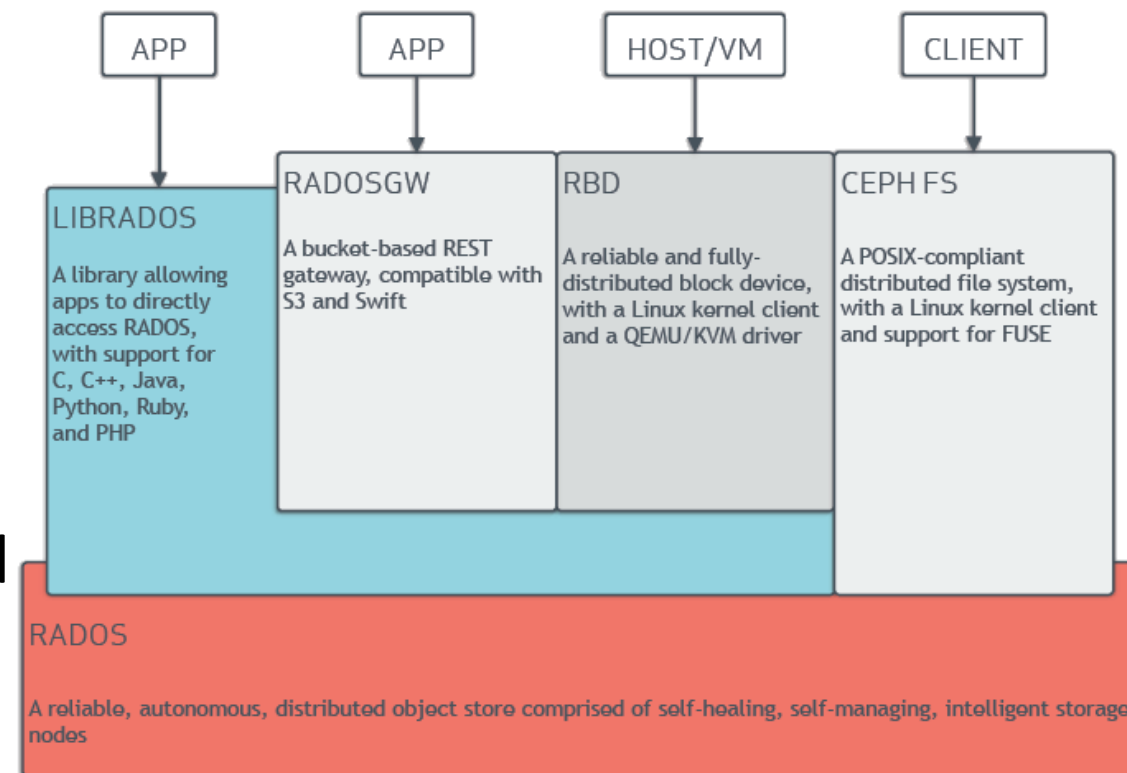 APP
APP
HOST/VM
CLIENT
LIBRADOS
A library allowing
apps to directly
access RADOS,
with support for
C, C++, Java,
Python, Ruby,
and PHP
RADOSGW
A bucket-based REST
gateway, compatible with
S3 and Swift
RBD
A reliable and fully-
distributed block device,
with a Linux kernel client
and a QEMU/KVM driver
CEPH FS
A POSIX-compliant
distributed file system,
with a Linux kernel client
and support for FUSE
RADOS
A reliable, autonomous, distributed object store comprised of self-healing, self-managing, intelligent storage
nodes